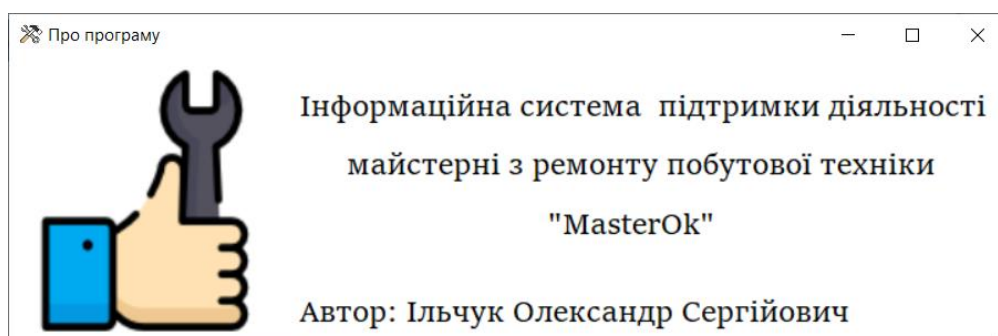 Про програму
Інформаційна система  підтримки діяльності
майстерні з ремонту побутової техніки
"MasterOk"
Автор: Ільчук Олександр Сергійович